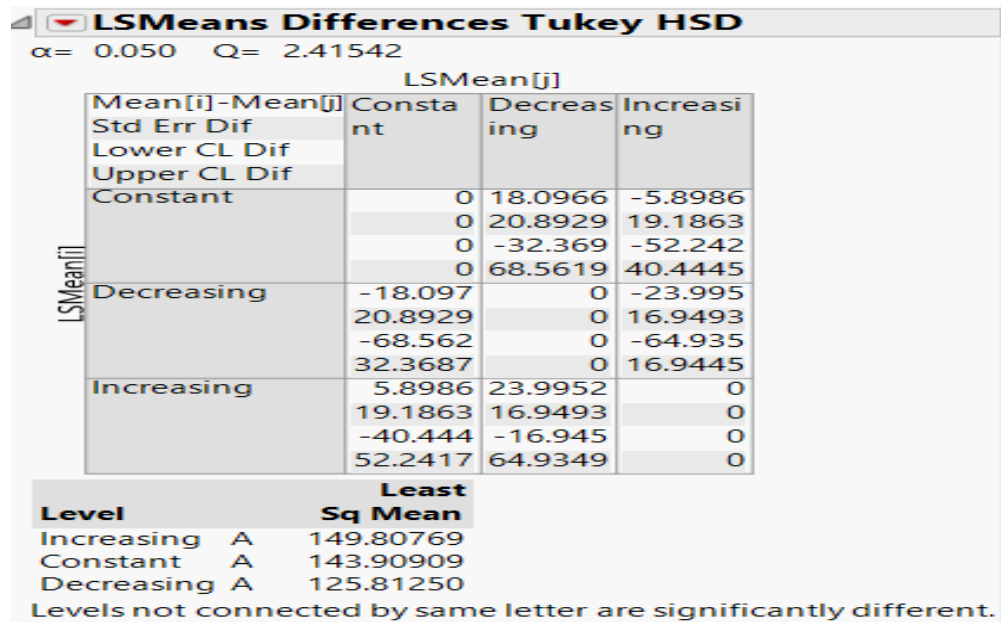 LSMeans Differences Tukey HSD
α= 0.050 Q= 2.41542
LSMean[j]
Mean[i]-Mean[j] Consta Decreas Increasi
Std Err Dif nt ing ng
Lower CL Dif
Upper CL Dif
Constant 0 18.0966 -5.8986
0 20.8929 19.1863
0 -32.369 -52.242
0 68.5619 40.4445
LSMean[i]
Decreasing -18.097 0 -23.995
20.8929 0 16.9493
-68.562 0 -64.935
32.3687 0 16.9445
Increasing 5.8986 23.9952 0
19.1863 16.9493 0
-40.444 -16.945 0
52.2417 64.9349 0
Least
Level Sq Mean
Increasing A 149.80769
Constant A 143.90909
Decreasing A 125.81250
Levels not connected by same letter are significantly different.